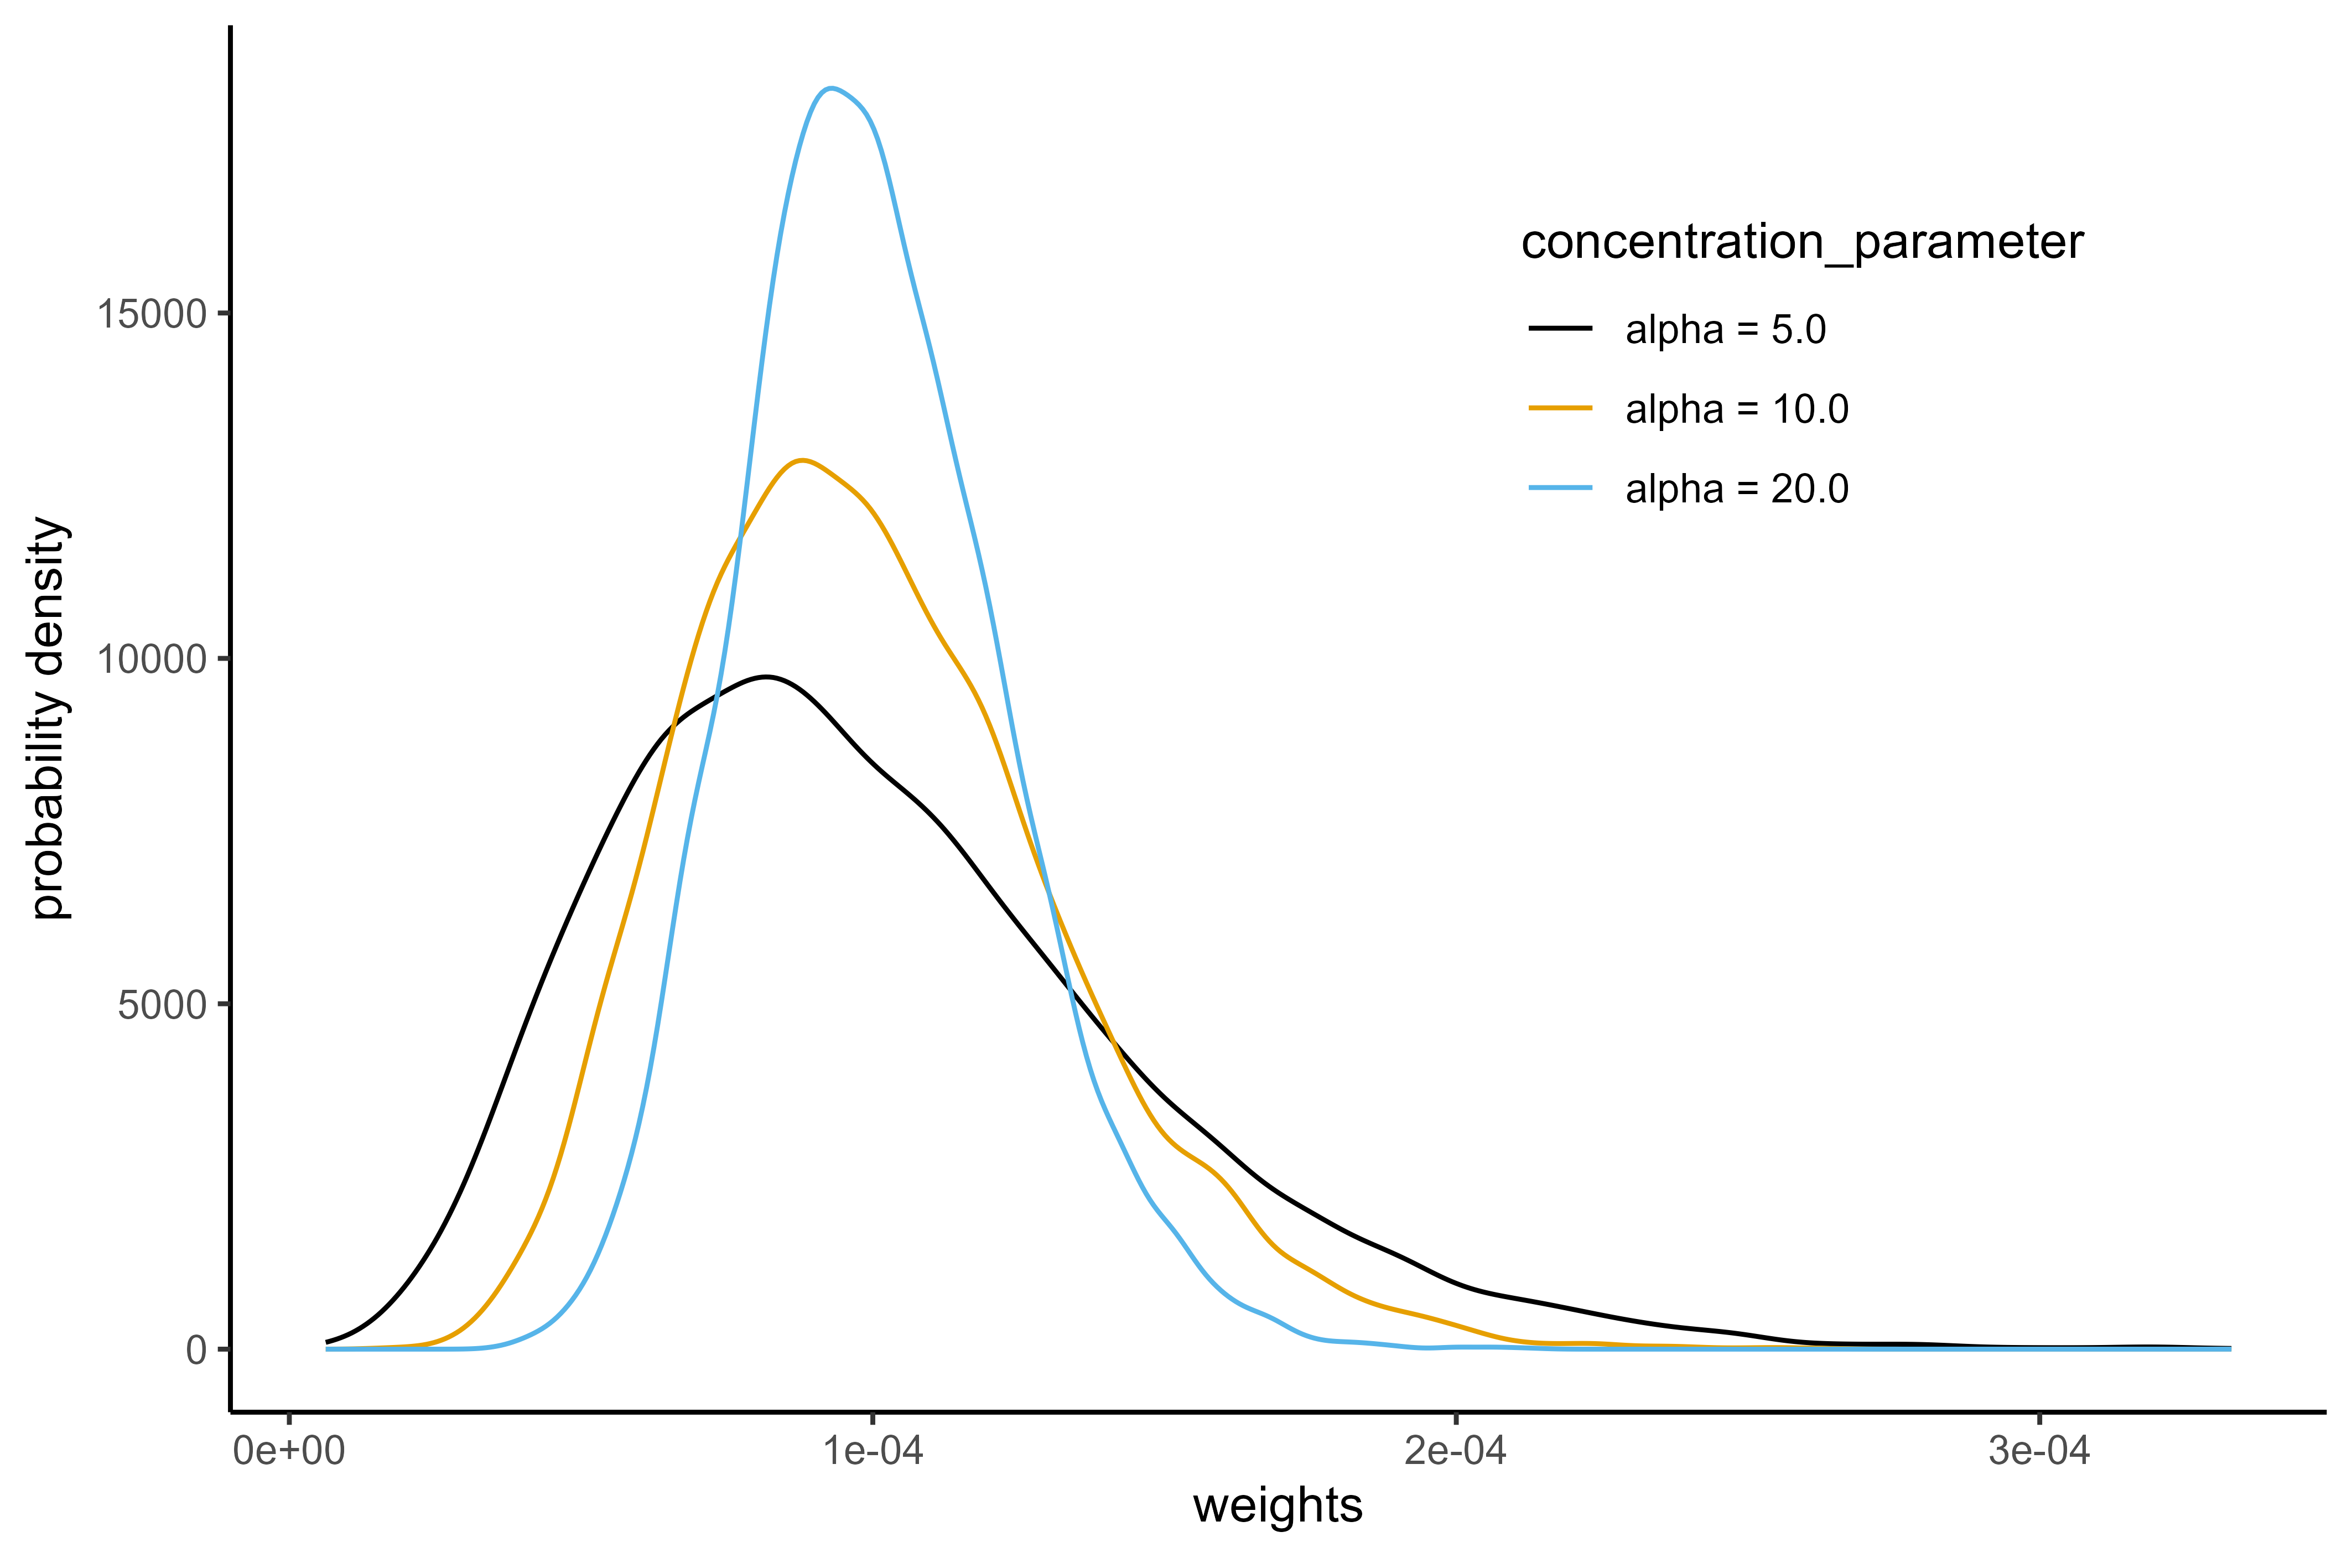 concentration_parameter
alpha = 5.0
alpha = 10.0
alpha = 20.0
probability density
15000
10000
5000
0
0e+00 1e-04 2e-04 3e-04
weights